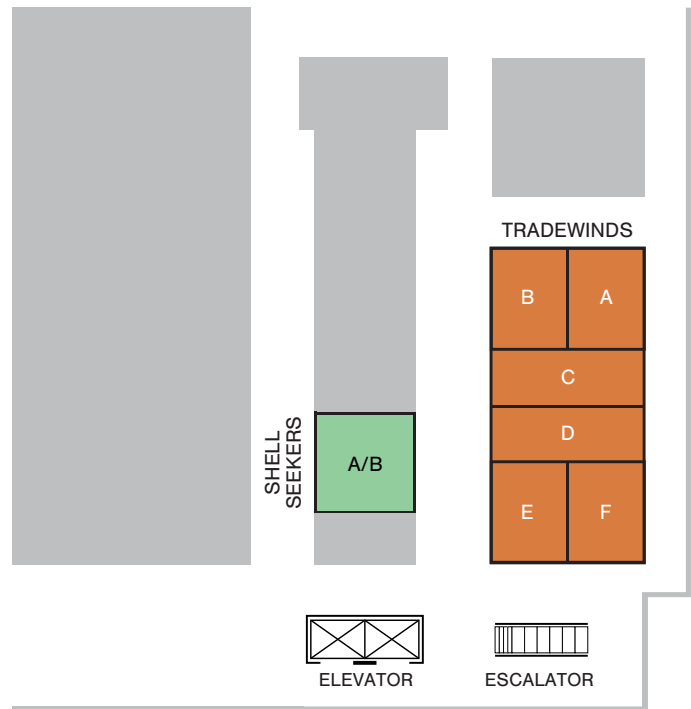 TRADEWINDS
B
A
C
SHELL
SEEKERS
A/B
D
E
F
ELEVATOR
ESCALATOR